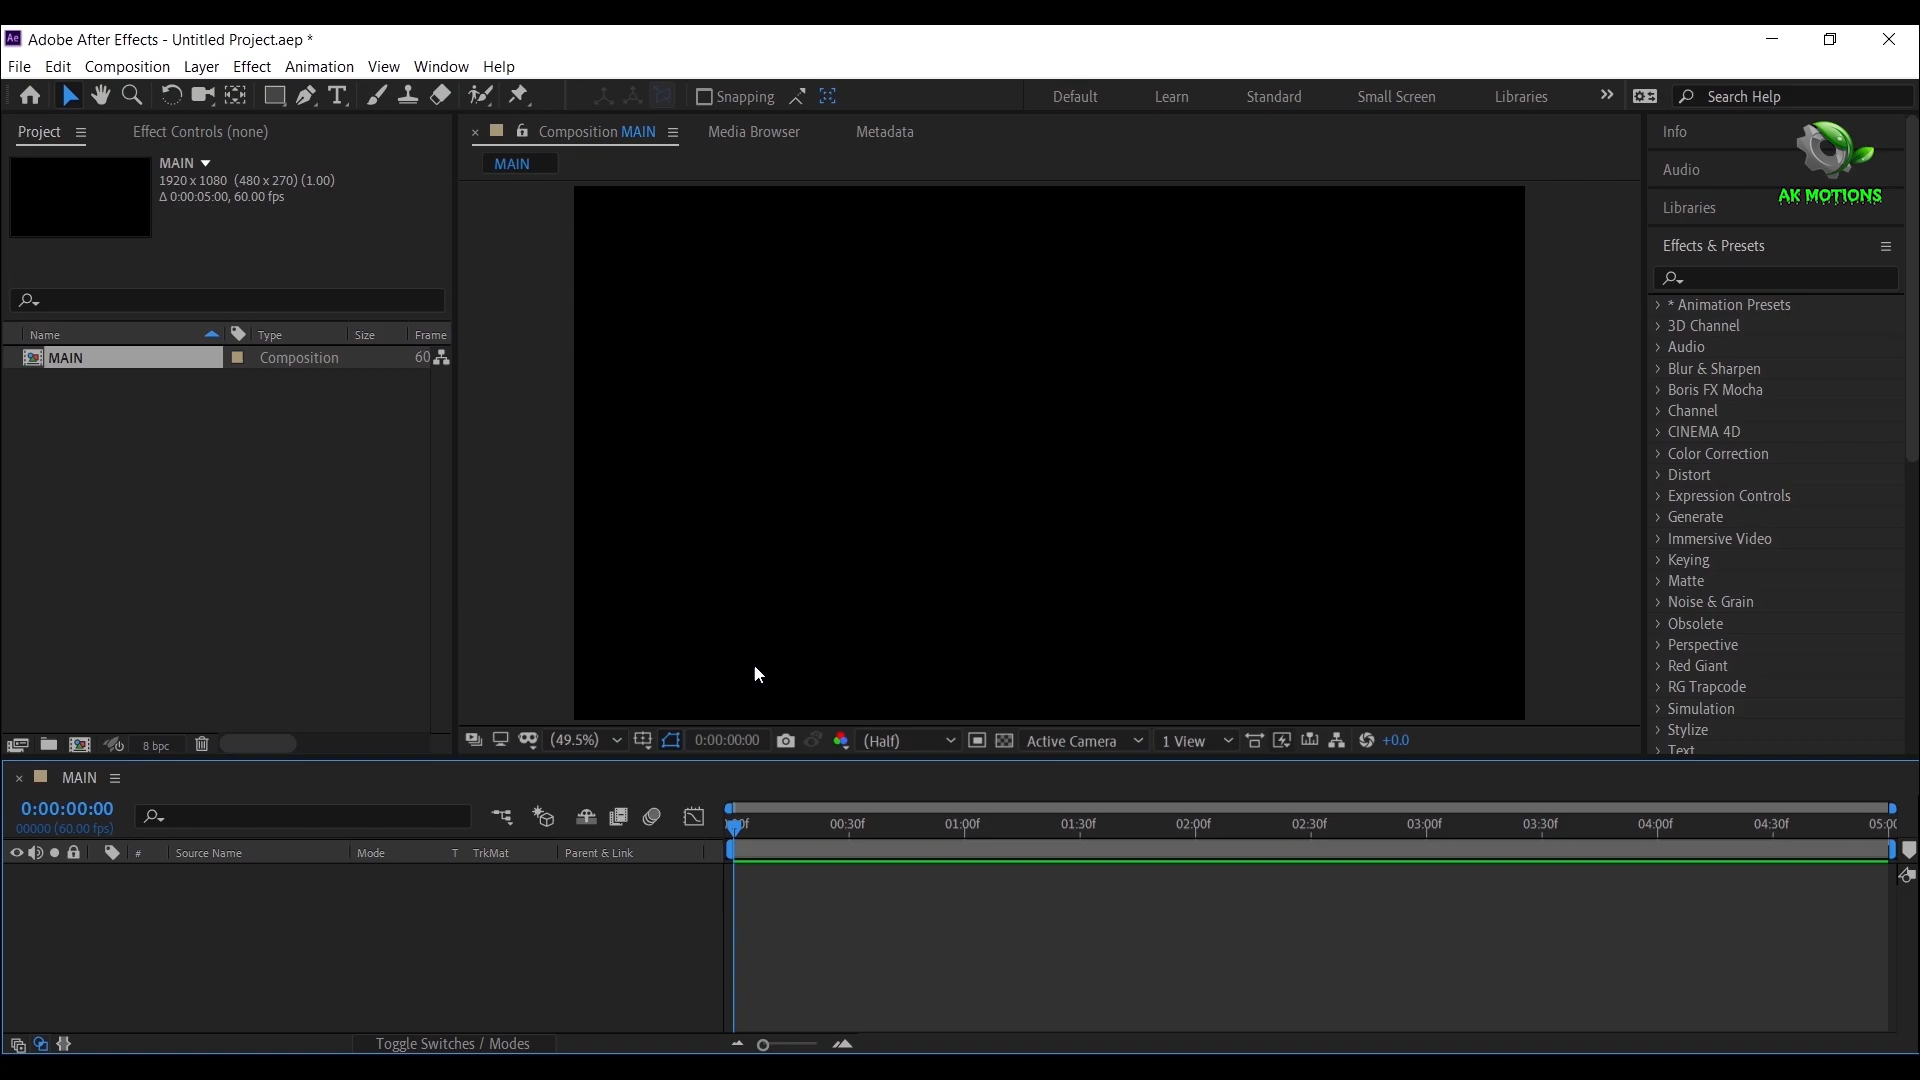 Ae Adobe After Effects - Untitled Project.aep *
File Edit Composition Layer Effect Animation View Window Help
Snapping Default Learn Standard Small Screen Libraries Search Help
Project Effect Controls (none)
MAIN
1920 x 1080 (480 x 270) (1.00)
Δ 0:00:05:00, 60.00 fps
Name Type Size Frame
MAIN Composition 60
8 bpc
Composition MAIN Media Browser Metadata
MAIN
(49.5%) 0:00:00:00 (Half) Active Camera 1 View +0.0
Info
Audio
Libraries
AK MOTIONS
Effects & Presets
* Animation Presets
3D Channel
Audio
Blur & Sharpen
Boris FX Mocha
Channel
CINEMA 4D
Color Correction
Distort
Expression Controls
Generate
Immersive Video
Keying
Matte
Noise & Grain
Obsolete
Perspective
Red Giant
RG Trapcode
Simulation
Stylize
Text
MAIN
0:00:00:00
00000 (60.00 fps)
00:30f 01:00f 01:30f 02:00f 02:30f 03:00f 03:30f 04:00f 04:30f
# Source Name Mode T TrkMat Parent & Link
Toggle Switches / Modes